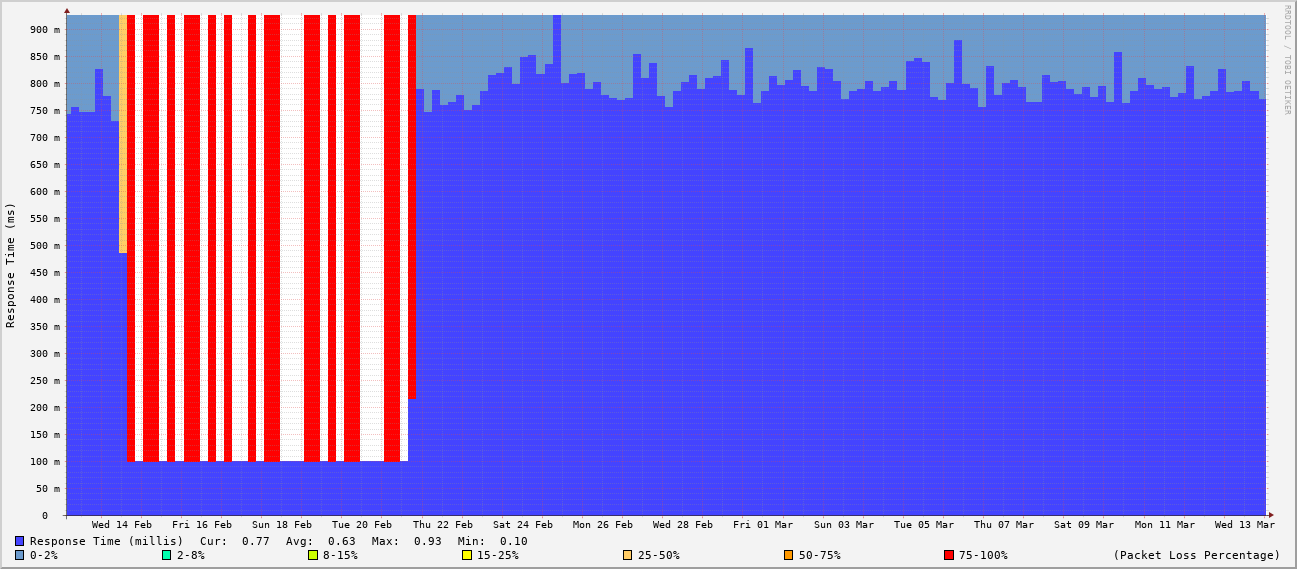 RRDTOOL / TOBI OETIKER
Response Time (ms)
900 m
850 m
800 m
750 m
700 m
650 m
600 m
550 m
500 m
450 m
400 m
350 m
300 m
250 m
200 m
150 m
100 m
50 m
0
Wed 14 Feb Fri 16 Feb Sun 18 Feb Tue 20 Feb Thu 22 Feb Sat 24 Feb Mon 26 Feb Wed 28 Feb Fri 01 Mar Sun 03 Mar Tue 05 Mar Thu 07 Mar Sat 09 Mar Mon 11 Mar Wed 13 Mar
Response Time (millis) Cur: 0.77 Avg: 0.63 Max: 0.93 Min: 0.10
0-2% 2-8% 8-15% 15-25% 25-50% 50-75% 75-100% (Packet Loss Percentage)